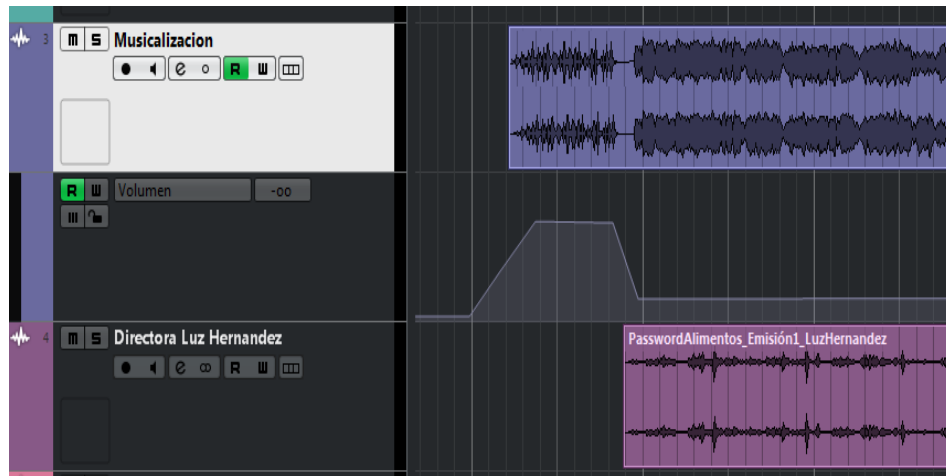 3 m S Musicalizacion
e R W
R W Volumen -oo
4 m S Directora Luz Hernandez
PasswordAlimentos_Emisión1_LuzHernandez
e R W